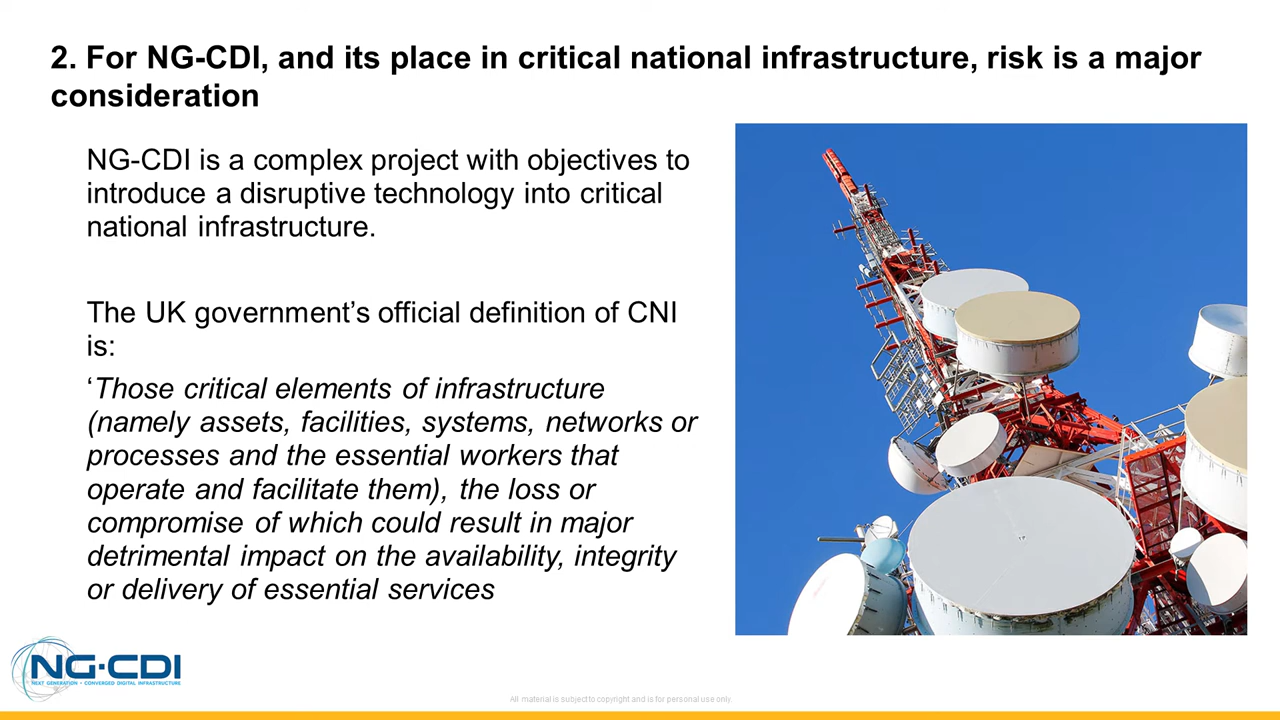 2. For NG-CDI, and its place in critical national infrastructure, risk is a major
consideration
NG-CDI is a complex project with objectives to
introduce a disruptive technology into critical
national infrastructure.
The UK government’s official definition of CNI
is:
‘Those critical elements of infrastructure
(namely assets, facilities, systems, networks or
processes and the essential workers that
operate and facilitate them), the loss or
compromise of which could result in major
detrimental impact on the availability, integrity
or delivery of essential services
NG·CDI
NEXT GENERATION · CONVERGED DIGITAL INFRASTRUCTURE
All material is subject to copyright and is for personal use only.